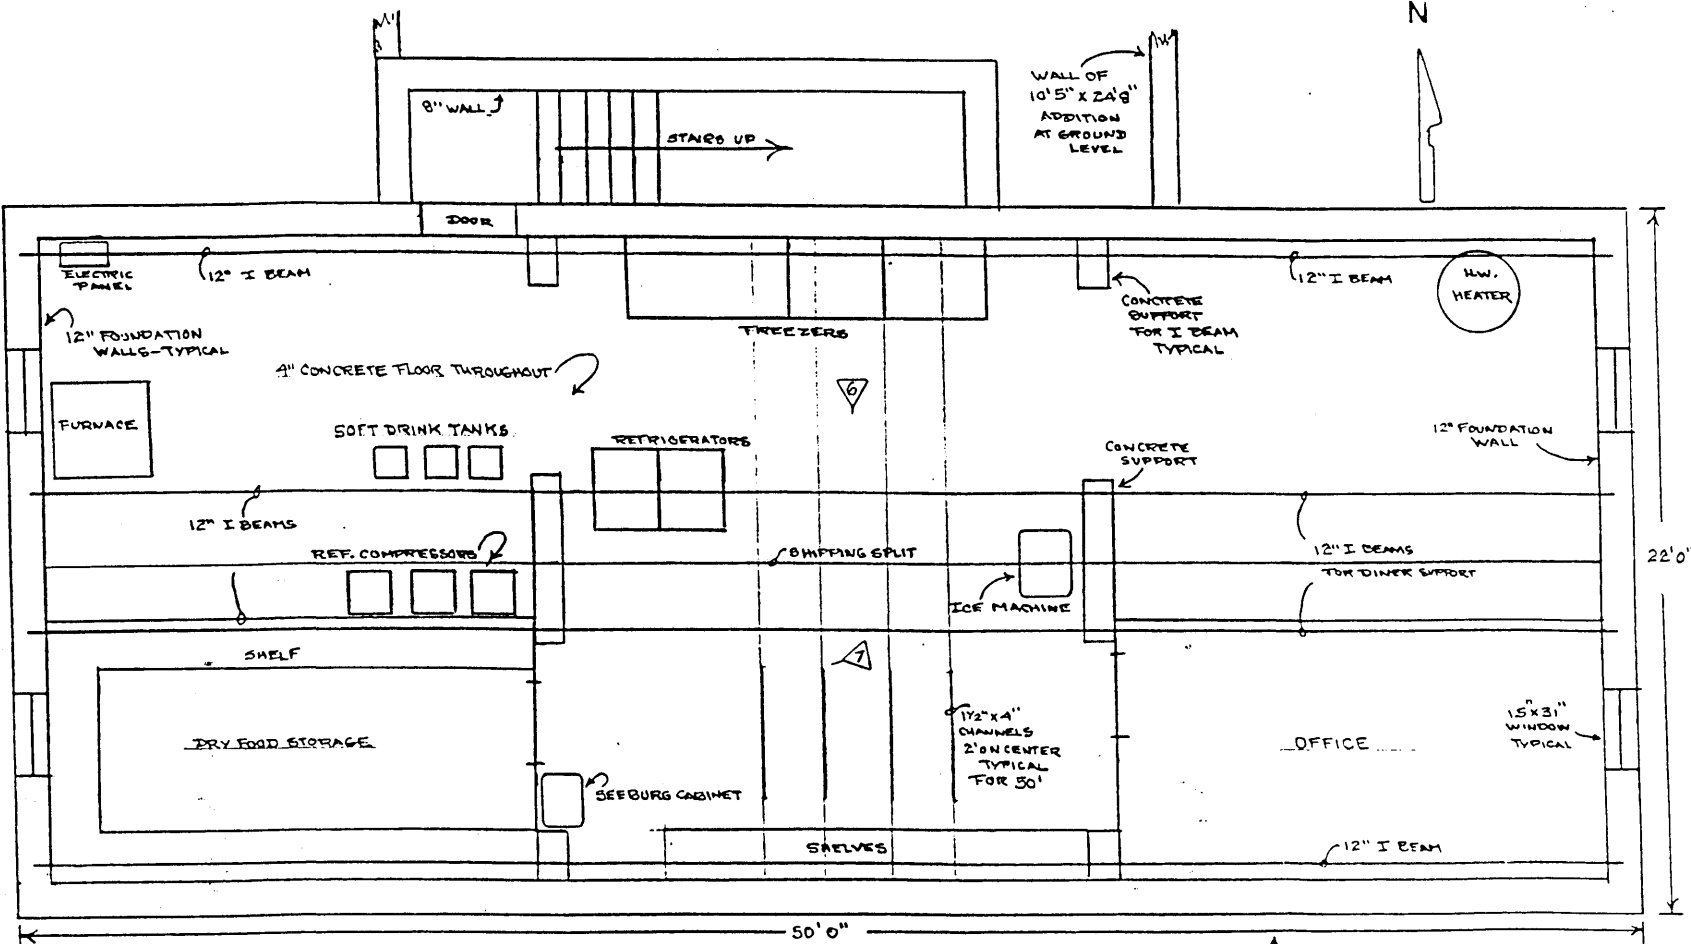 N
WALL OF
10'5" X 24'8"
ADDITION
AT GROUND
LEVEL
8" WALL
STAIRS UP
DOOR
ELECTRIC
PANEL
12" I BEAM
12" I BEAM
H.W.
HEATER
12" FOUNDATION
WALLS-TYPICAL
FREEZERS
CONCRETE
SUPPORT
FOR I BEAM
TYPICAL
4" CONCRETE FLOOR THROUGHOUT
6
FURNACE
SOFT DRINK TANKS
REFRIGERATORS
CONCRETE
SUPPORT
12" FOUNDATION
WALL
12" I BEAMS
REF. COMPRESSORS
SHIPPING SPLIT
12" I BEAMS
FOR DINER SUPPORT
22'0"
ICE MACHINE
SHELF
7
DRY FOOD STORAGE
1 1/2" X 4"
CHANNELS
2' ON CENTER
TYPICAL
FOR 50'
OFFICE
15" X 31"
WINDOW
TYPICAL
SEEBURG CABINET
SHELVES
12" I BEAM
50' 0"